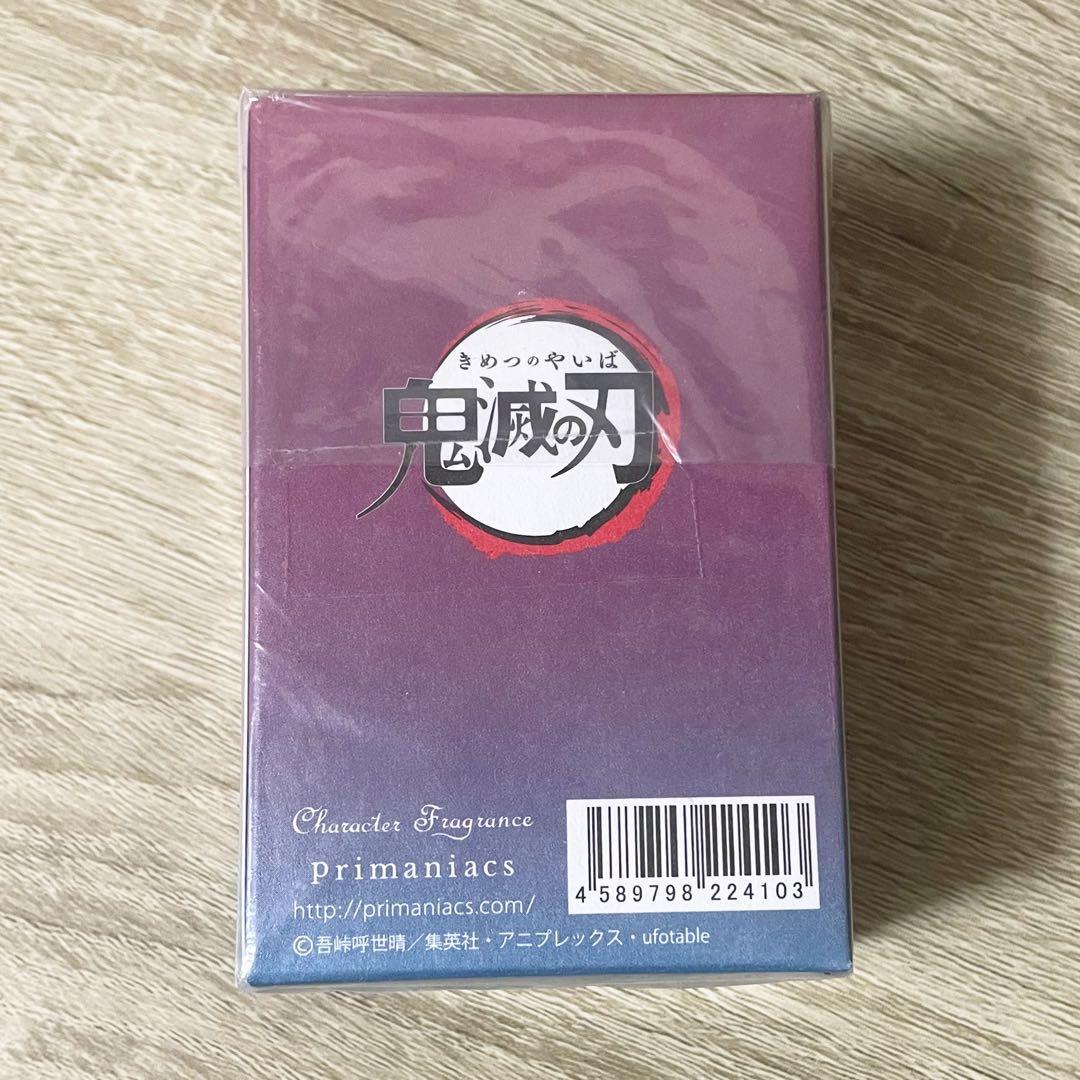 きめつのやいば
鬼滅の刃
Character Fragrance
primaniacs
http://primaniacs.com/
©吾峠呼世晴／集英社・アニプレックス・ufotable
4 589798 224103